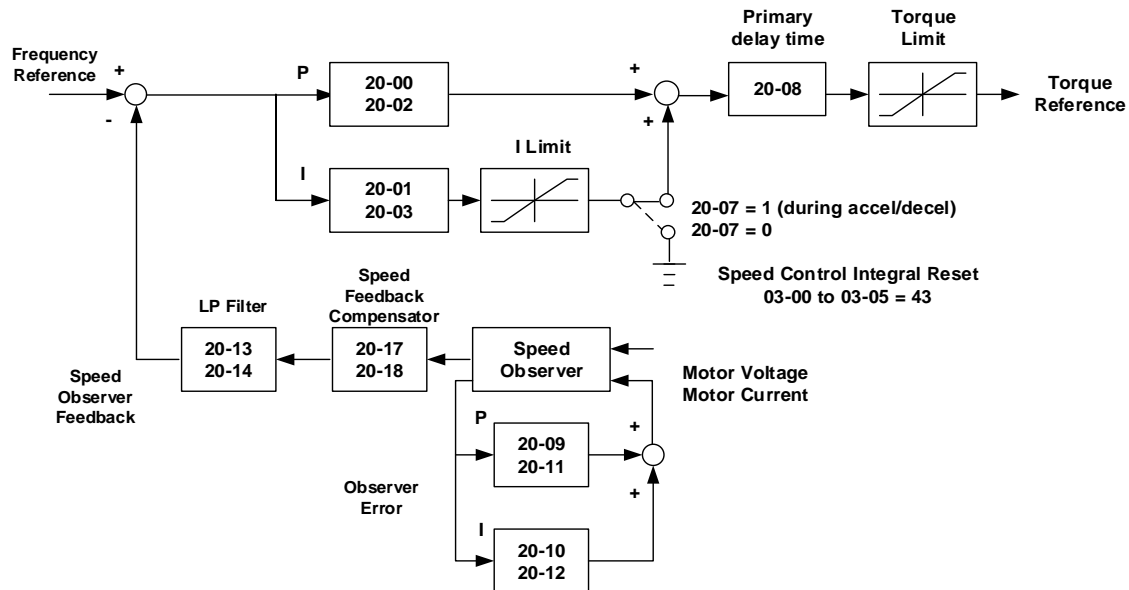 Primary
delay time
Torque
Limit
Frequency
Reference
+
-
P
20-00
20-02
+
+
20-08
Torque
Reference
I Limit
I
20-01
20-03
20-07 = 1 (during accel/decel)
20-07 = 0
Speed Control Integral Reset
03-00 to 03-05 = 43
Speed
Feedback
Compensator
LP Filter
20-13
20-14
20-17
20-18
Speed
Observer
Motor Voltage
Motor Current
Speed
Observer
Feedback
P
20-09
20-11
+
+
Observer
Error
I
20-10
20-12